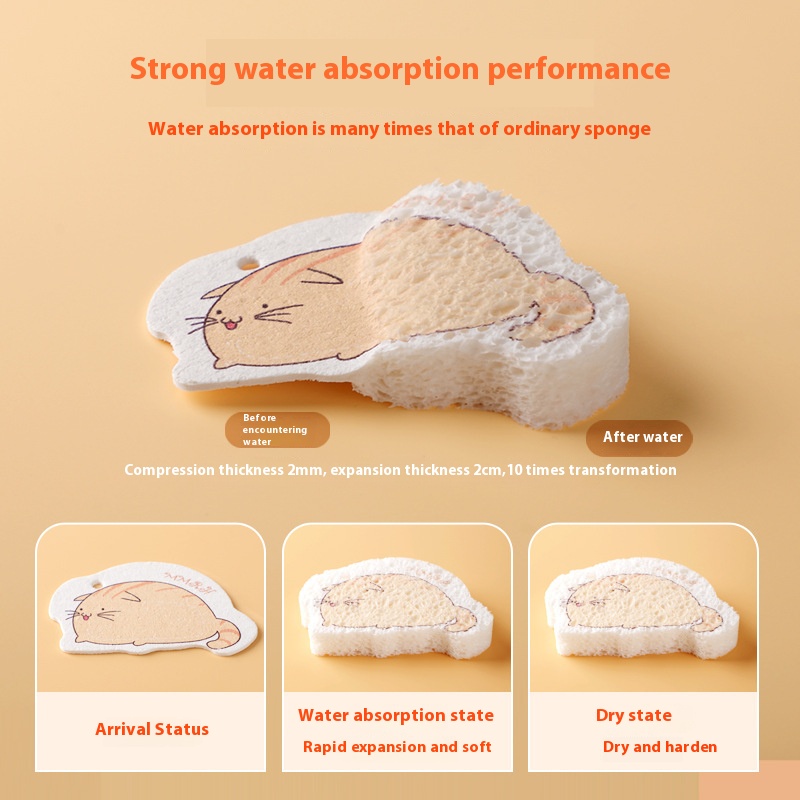 Strong water absorption performance
Water absorption is many times that of ordinary sponge
Before
encountering
water
After water
Compression thickness 2mm, expansion thickness 2cm,10 times transformation
Arrival Status
Water absorption state
Rapid expansion and soft
Dry state
Dry and harden